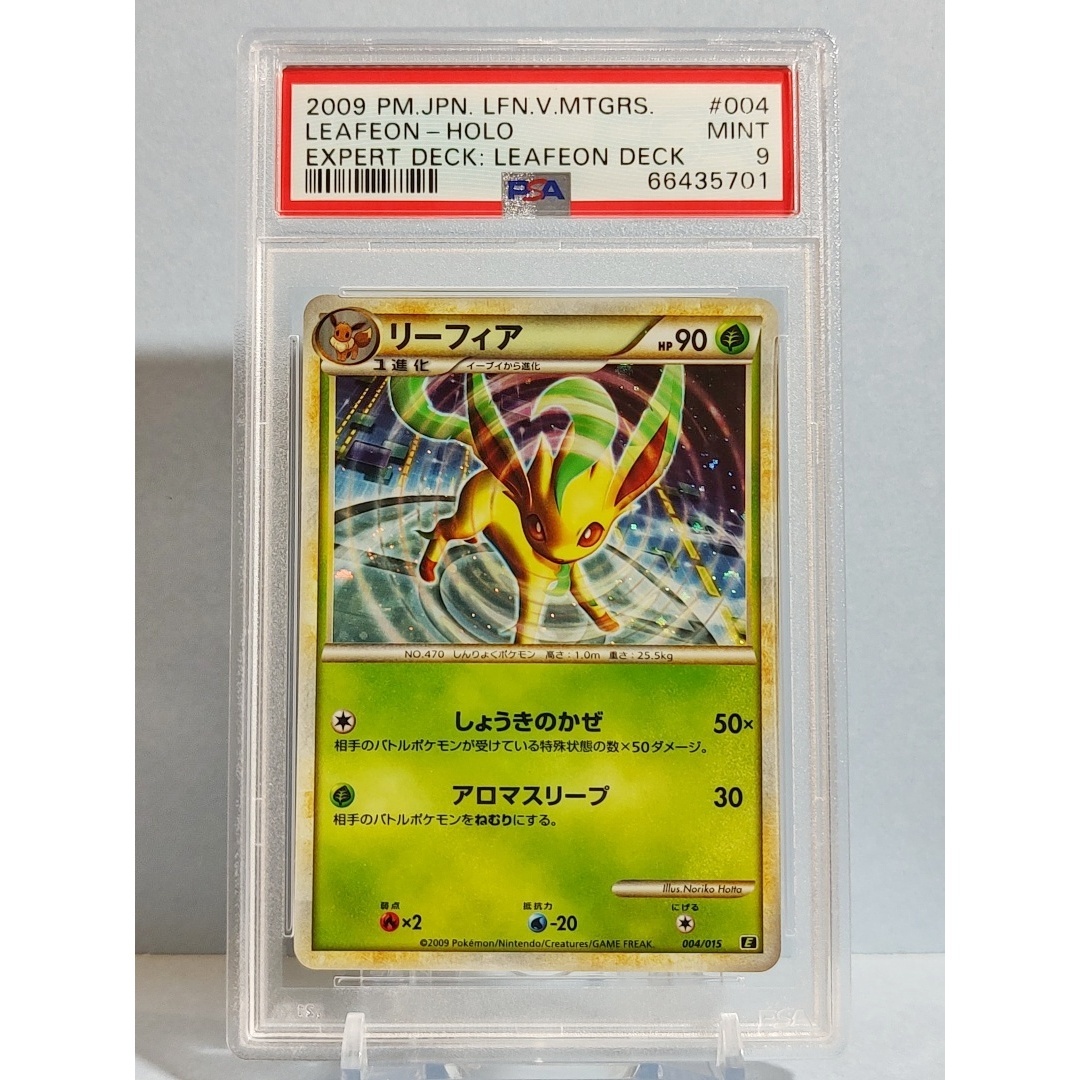 2009 PM.JPN. LFN.V.MTGRS. #004
LEAFEON-HOLO MINT
EXPERT DECK: LEAFEON DECK 9
PSA 66435701
リーフィア HP 90
1進化 イーブイから進化
NO.470 しんりょくポケモン 高さ:1.0m 重さ:25.5kg
しょうきのかぜ 50×
相手のバトルポケモンが受けている特殊状態の数×50ダメージ。
アロマスリープ 30
相手のバトルポケモンをねむりにする。
Illus.Noriko Hotta
弱点 抵抗力 にげる
×2 -20
©2009 Pokémon/Nintendo/Creatures/GAME FREAK. 004/015 E